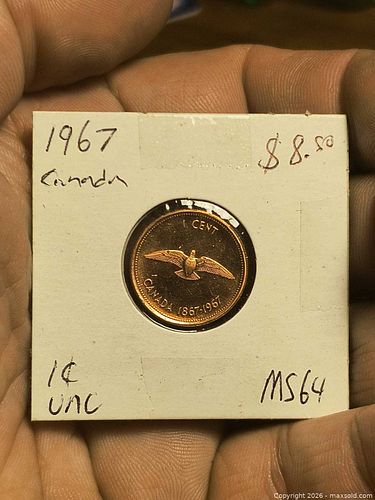 1967
$8.50
Canada
1 CENT
CANADA 1867-1967
1¢
UNC
MS64
Copyright 2026 - maxsold.com